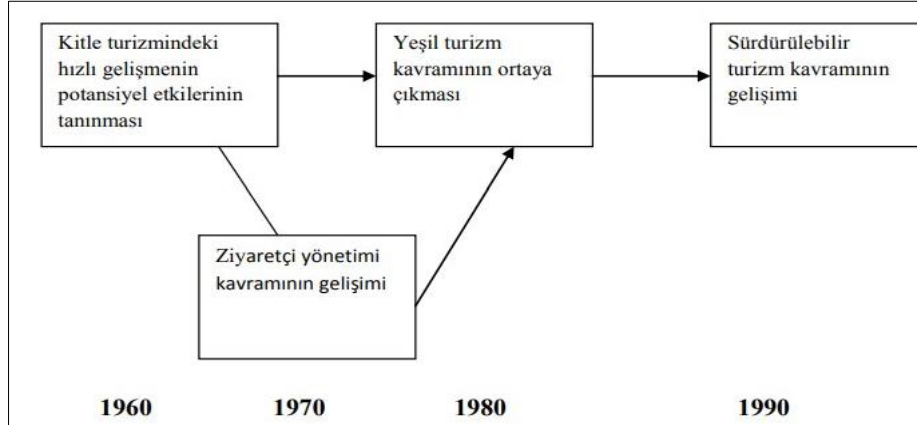 Kitle turizmindeki
hızlı gelişmenin
potansiyel etkilerinin
tanınması
Yeşil turizm
kavramının ortaya
çıkması
Sürdürülebilir
turizm kavramının
gelişimi
Ziyaretçi yönetimi
kavramının gelişimi
1960 1970 1980 1990